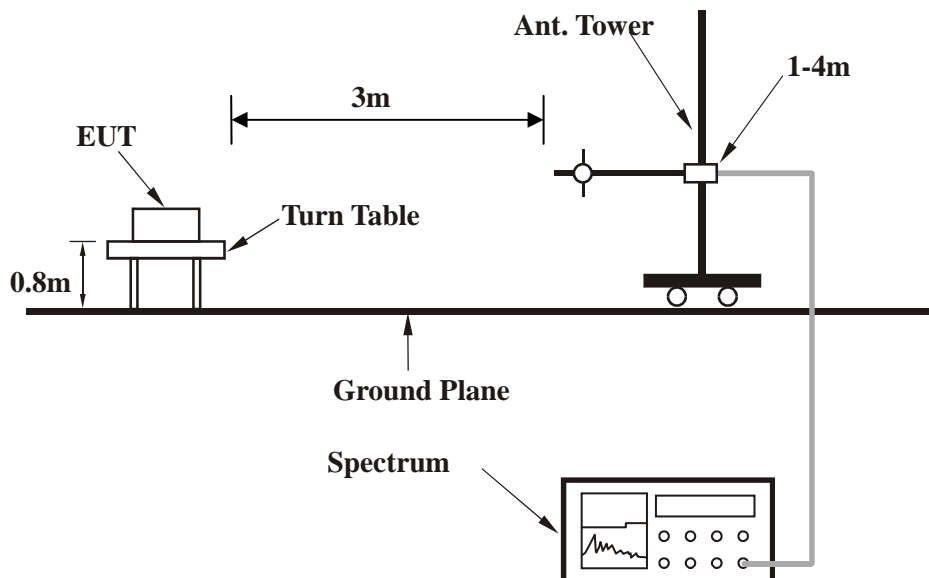 Ant. Tower
1-4m
3m
EUT
Turn Table
0.8m
Ground Plane
Spectrum